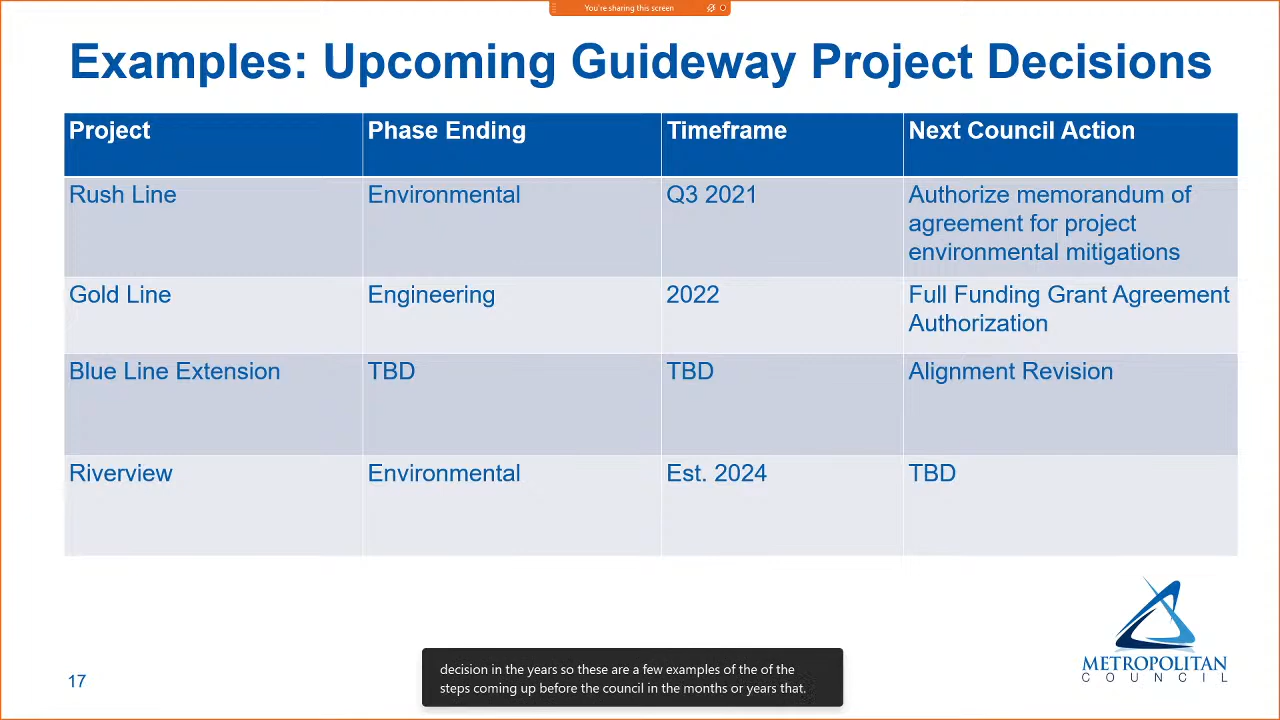 You're sharing this screen
Examples: Upcoming Guideway Project Decisions
Project Phase Ending Timeframe Next Council Action
Rush Line Environmental Q3 2021 Authorize memorandum of
agreement for project
environmental mitigations
Gold Line Engineering 2022 Full Funding Grant Agreement
Authorization
Blue Line Extension TBD TBD Alignment Revision
Riverview Environmental Est. 2024 TBD
METROPOLITAN
COUNCIL
decision in the years so these are a few examples of the of the
steps coming up before the council in the months or years that.
17